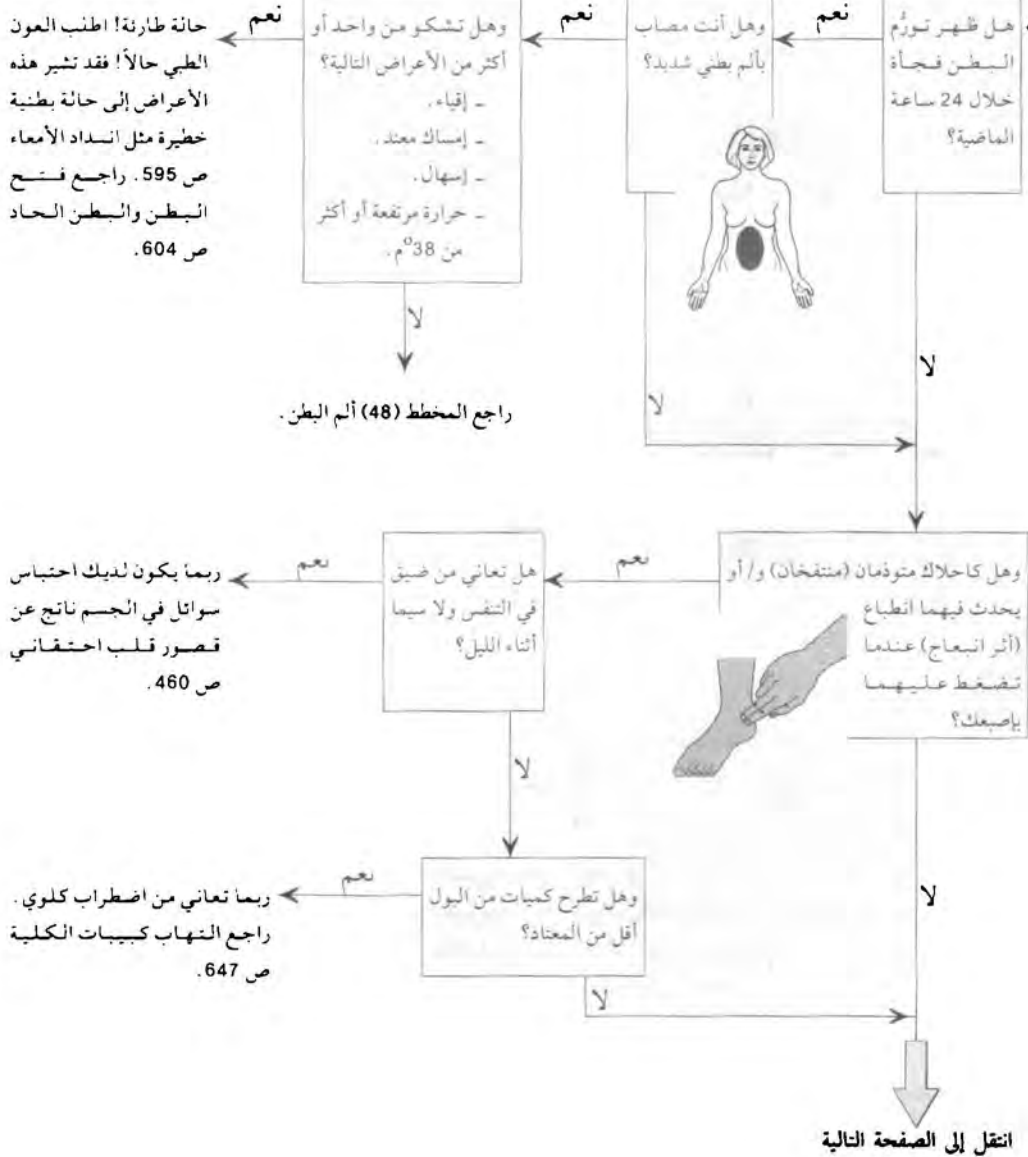 هل ظهر تورُّم
البطن فجأة
خلال 24 ساعة
الماضية؟
نعم
لا
وهل أنت مصاب
بألم بطني شديد؟
نعم
لا
وهل تشكو من واحد أو
أكثر من الأعراض التالية؟
- إقياء.
- إمساك معند.
- إسهال.
- حرارة مرتفعة أو أكثر
من 38°م.
نعم
لا
حالة طارئة! اطلب العون
الطبي حالاً! فقد تشير هذه
الأعراض إلى حالة بطنية
خطيرة مثل انسداد الأمعاء
ص 595. راجع فتح
البطن والبطن الحاد
ص 604.
راجع المخطط (48) ألم البطن.
وهل كاحلاك متوذمان (منتفخان) و/أو
يحدث فيهما انطباع
(أثر انبعاج) عندما
تضغط عليهما
بإصبعك؟
نعم
لا
هل تعاني من ضيق
في التنفس ولا سيما
أثناء الليل؟
نعم
لا
ربما يكون لديك احتباس
سوائل في الجسم ناتج عن
قصور قلب احتقاني
ص 460.
وهل تطرح كميات من البول
أقل من المعتاد؟
نعم
لا
ربما تعاني من اضطراب كلوي.
راجع التهاب كبيبات الكلية
ص 647.
انتقل إلى الصفحة التالية